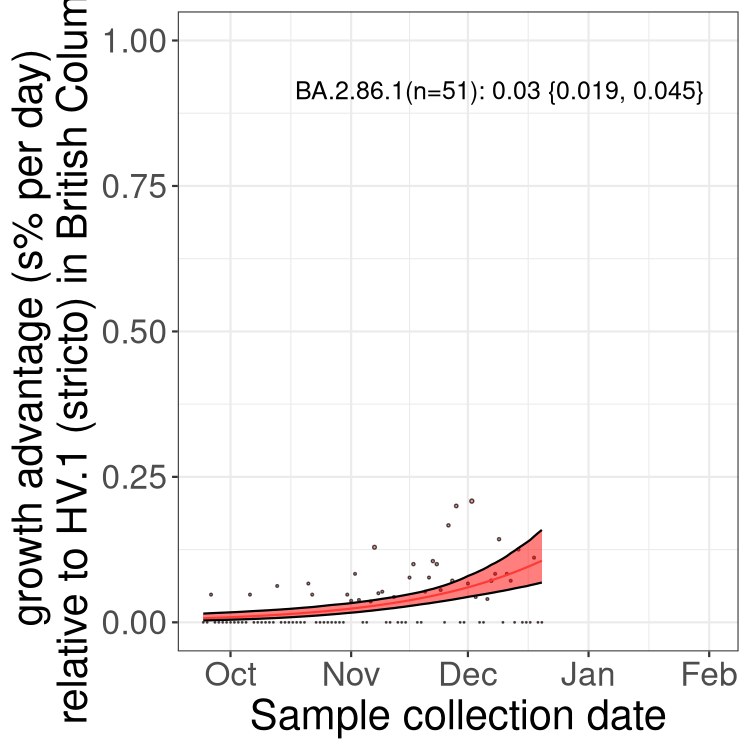 growth advantage (s% per day)
relative to HV.1 (stricto) in British Colum
1.00
0.75
0.50
0.25
0.00
BA.2.86.1(n=51): 0.03 {0.019, 0.045}
Oct Nov Dec Jan Feb
Sample collection date